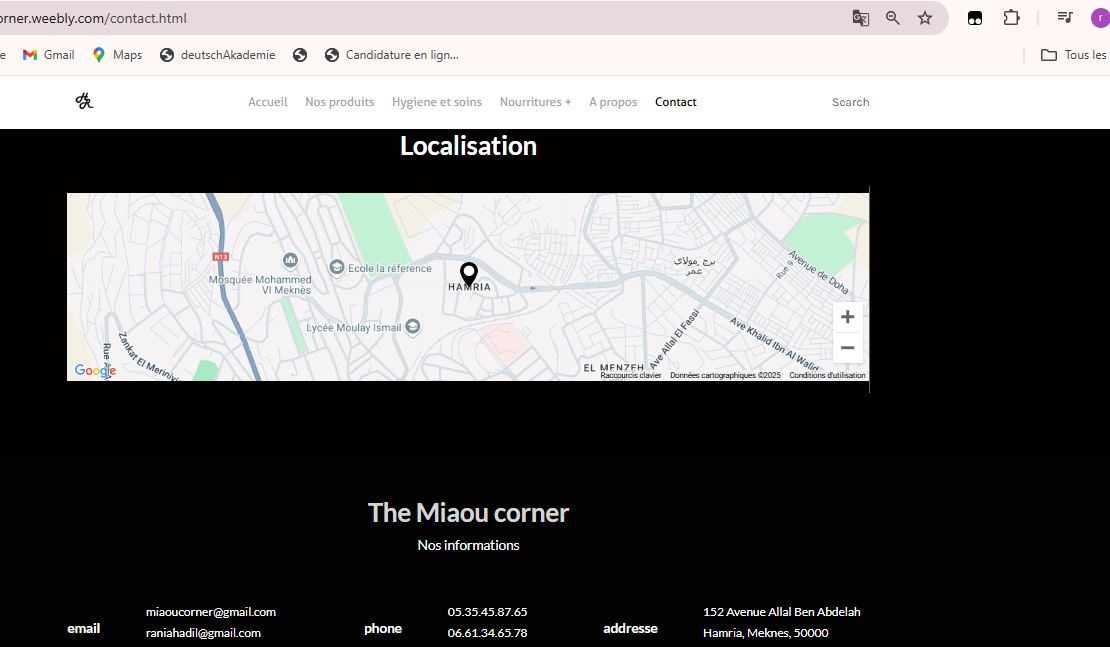 orner.weebly.com/contact.html
r
e Gmail Maps deutschAkademie Candidature en lign... Tous les
HR
Accueil Nos produits Hygiene et soins Nourritures + A propos Contact Search
Localisation
N13
Mosquée Mohammed
VI Meknès
Ecole la réference
HAMRIA
Lycée Moulay Ismail
برج مولاي
عمر
Rue 9
Avenue de Doha
Ave Khalid Ibn Al Walid
Ave Allal El Fassi
EL MENZEH
Zankat El Meriniyi
Google
+
−
Raccourcis clavier Données cartographiques ©2025 Conditions d'utilisation
The Miaou corner
Nos informations
email
miaoucorner@gmail.com
raniahadil@gmail.com
phone
05.35.45.87.65
06.61.34.65.78
addresse
152 Avenue Allal Ben Abdelah
Hamria, Meknes, 50000